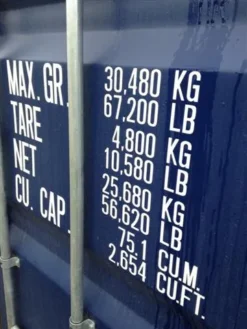 MAX. GR. 30,480 KG
67,200 LB
TARE 4,800 KG
10,580 LB
NET 25,680 KG
56,620 LB
CU. CAP. 75.1 CU.M.
2,654 CU.FT.